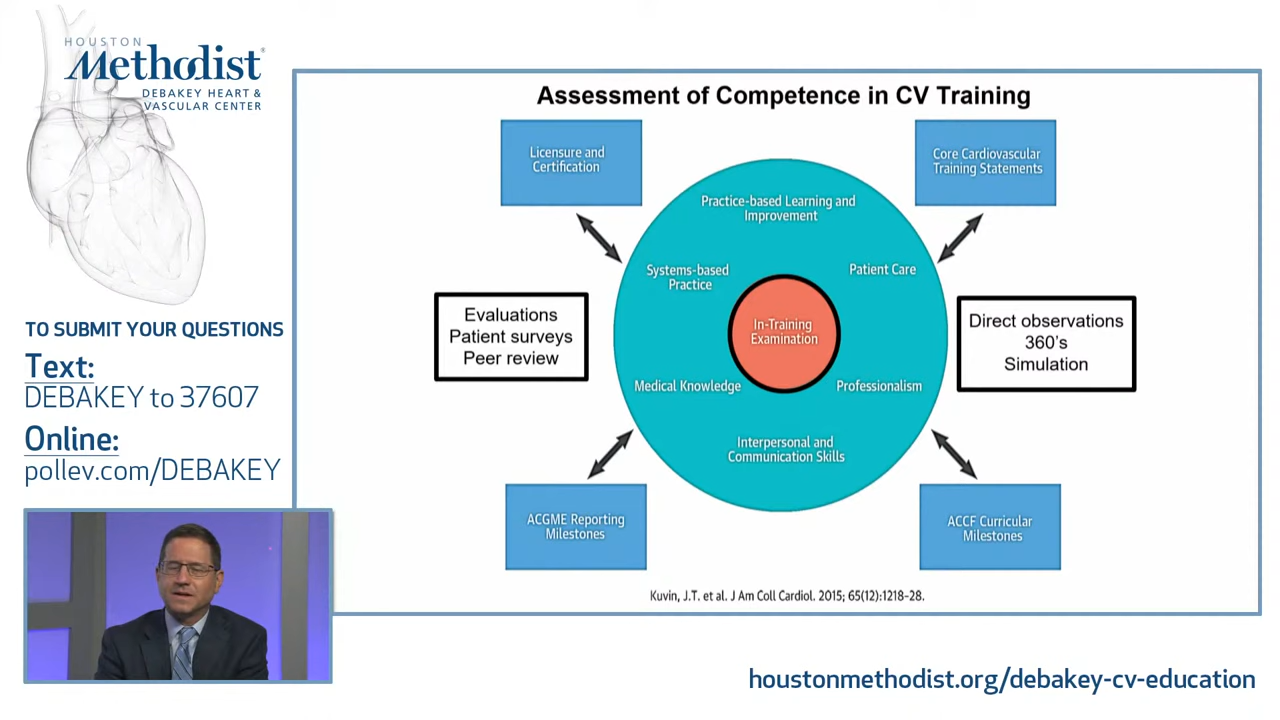 HOUSTON
Methodist®
DEBAKEY HEART &
VASCULAR CENTER
TO SUBMIT YOUR QUESTIONS
Text:
DEBAKEY to 37607
Online:
pollev.com/DEBAKEY
Assessment of Competence in CV Training
Licensure and
Certification
Core Cardiovascular
Training Statements
Practice-based Learning and
Improvement
Systems-based
Practice
Patient Care
Evaluations
Patient surveys
Peer review
In-Training
Examination
Direct observations
360's
Simulation
Medical Knowledge
Professionalism
Interpersonal and
Communication Skills
ACGME Reporting
Milestones
ACCF Curricular
Milestones
Kuvin, J.T. et al. J Am Coll Cardiol. 2015; 65(12):1218–28.
houstonmethodist.org/debakey-cv-education